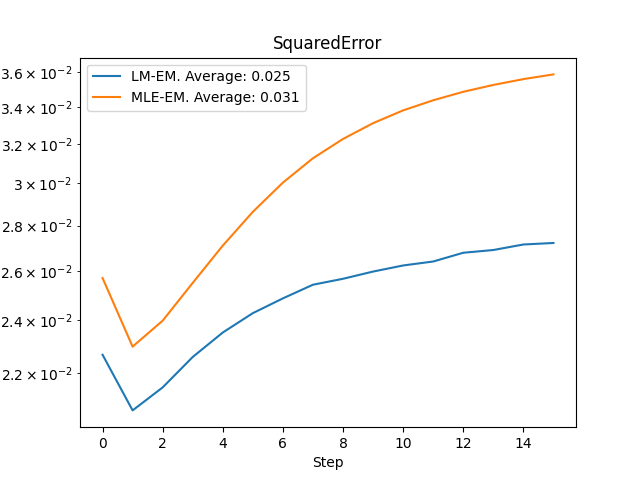 SquaredError
LM-EM. Average: 0.025
MLE-EM. Average: 0.031
3.6 × 10⁻²
3.4 × 10⁻²
3.2 × 10⁻²
3 × 10⁻²
2.8 × 10⁻²
2.6 × 10⁻²
2.4 × 10⁻²
2.2 × 10⁻²
0 2 4 6 8 10 12 14
Step